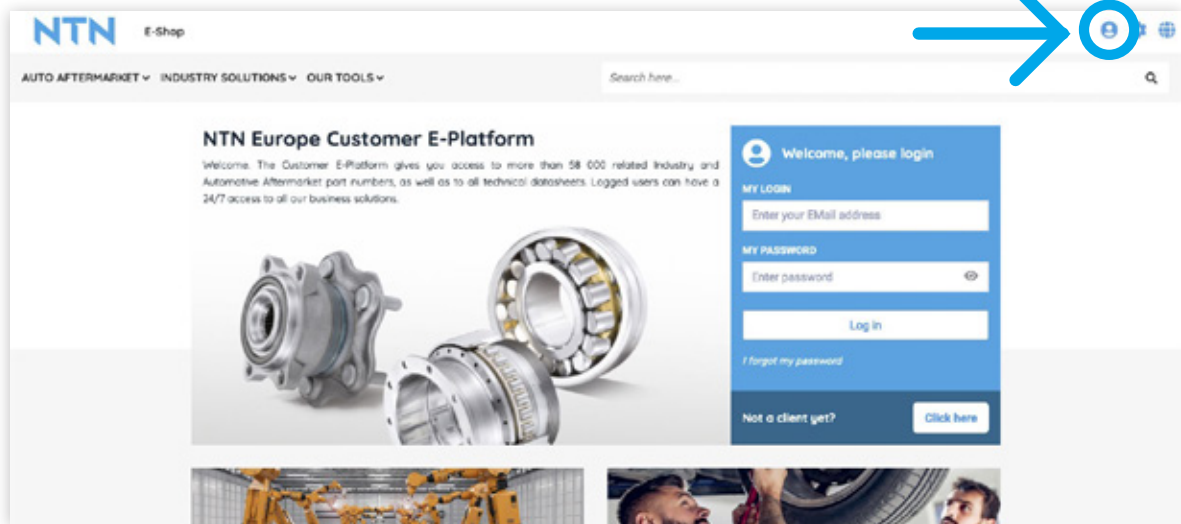 NTN E-Shop
AUTO AFTERMARKET INDUSTRY SOLUTIONS OUR TOOLS Search here...
NTN Europe Customer E-Platform
Welcome. The Customer E-Platform gives you access to more than 58 000 related Industry and
Automotive Aftermarket part numbers, as well as to all technical datasheets. Logged users can have a
24/7 access to all our business solutions.
Welcome, please login
MY LOGIN
Enter your EMail address
MY PASSWORD
Enter password
Log in
I forgot my password
Not a client yet? Click here